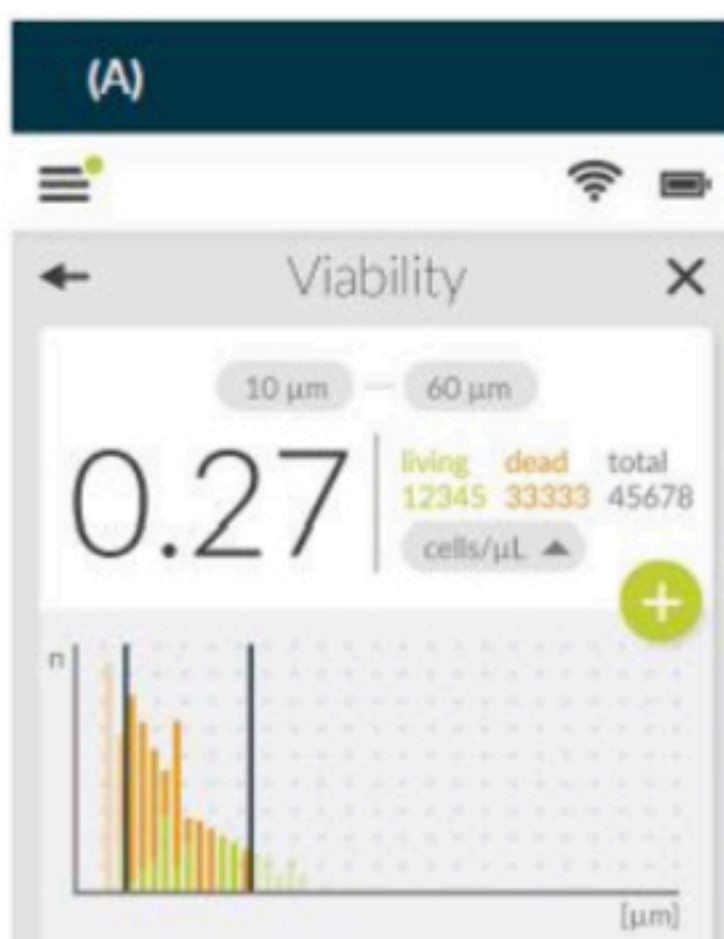 (A)
Viability
10 µm — 60 µm
0.27
living dead total
12345 33333 45678
cells/µL
n
[µm]